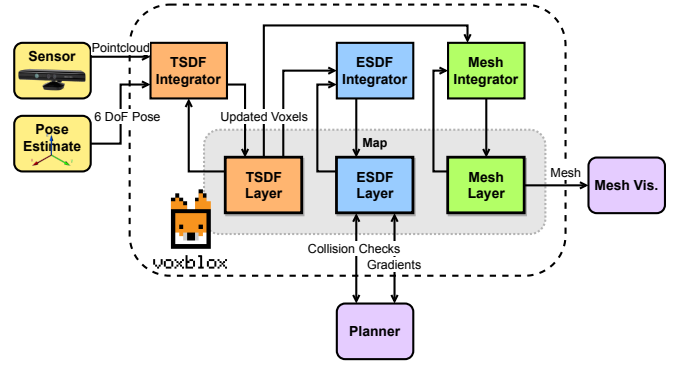 Sensor
Pointcloud
TSDF
Integrator
ESDF
Integrator
Mesh
Integrator
6 DoF Pose
Updated Voxels
Pose
Estimate
Map
TSDF
Layer
ESDF
Layer
Mesh
Layer
Mesh
Mesh Vis.
voxblox
Collision Checks
Gradients
Planner